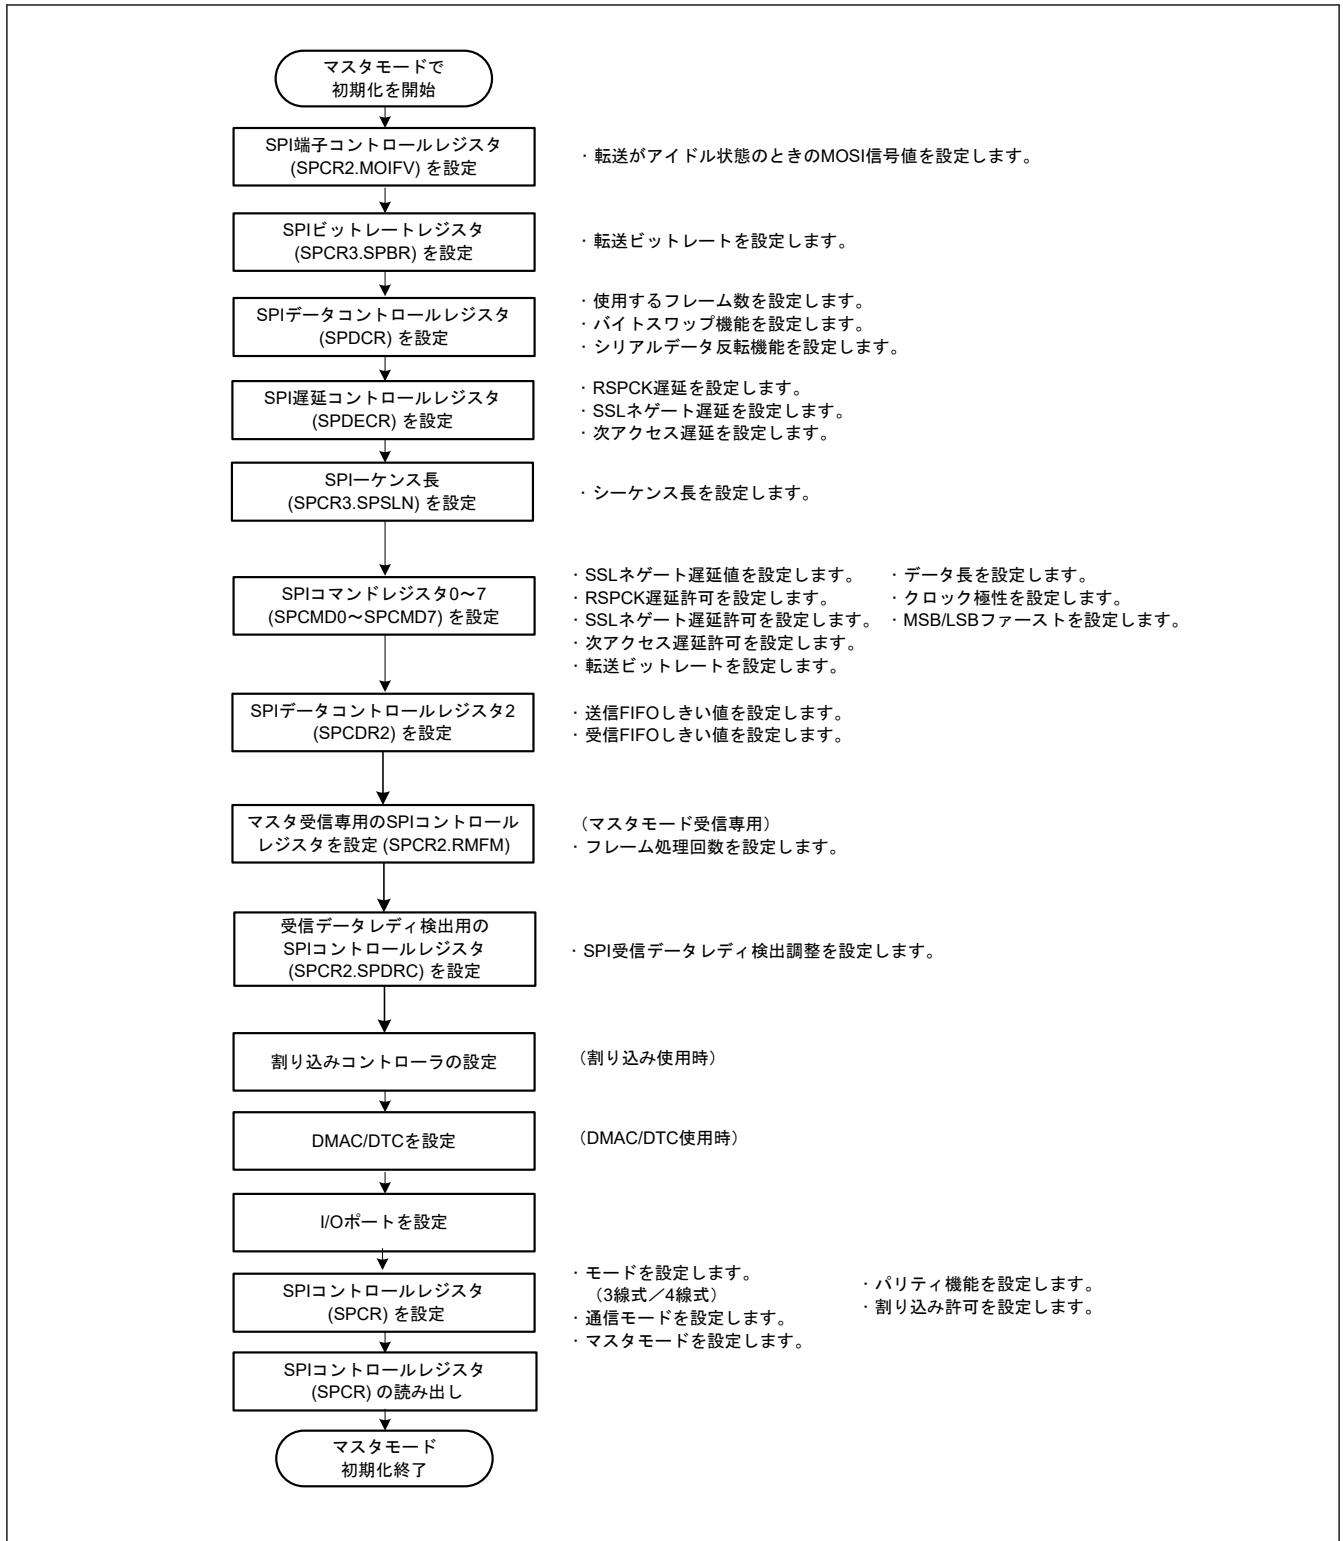 マスタモードで
初期化を開始
SPI端子コントロールレジスタ
(SPCR2.MOIFV) を設定
・転送がアイドル状態のときのMOSI信号値を設定します。
SPIビットレートレジスタ
(SPCR3.SPBR) を設定
・転送ビットレートを設定します。
SPIデータコントロールレジスタ
(SPDCR) を設定
・使用するフレーム数を設定します。
・バイトスワップ機能を設定します。
・シリアルデータ反転機能を設定します。
SPI遅延コントロールレジスタ
(SPDECR) を設定
・RSPCK遅延を設定します。
・SSLネゲート遅延を設定します。
・次アクセス遅延を設定します。
SPIーケンス長
(SPCR3.SPSLN) を設定
・シーケンス長を設定します。
SPIコマンドレジスタ0～7
(SPCMD0～SPCMD7) を設定
・SSLネゲート遅延値を設定します。
・RSPCK遅延許可を設定します。
・SSLネゲート遅延許可を設定します。
・次アクセス遅延許可を設定します。
・転送ビットレートを設定します。
・データ長を設定します。
・クロック極性を設定します。
・MSB/LSBファーストを設定します。
SPIデータコントロールレジスタ2
(SPCDR2) を設定
・送信FIFOしきい値を設定します。
・受信FIFOしきい値を設定します。
マスタ受信専用のSPIコントロール
レジスタを設定 (SPCR2.RMFM)
（マスタモード受信専用）
・フレーム処理回数を設定します。
受信データレディ検出用の
SPIコントロールレジスタ
(SPCR2.SPDRC) を設定
・SPI受信データレディ検出調整を設定します。
割り込みコントローラの設定
（割り込み使用時）
DMAC/DTCを設定
（DMAC/DTC使用時）
I/Oポートを設定
SPIコントロールレジスタ
(SPCR) を設定
・モードを設定します。
（3線式／4線式）
・通信モードを設定します。
・マスタモードを設定します。
・パリティ機能を設定します。
・割り込み許可を設定します。
SPIコントロールレジスタ
(SPCR) の読み出し
マスタモード
初期化終了